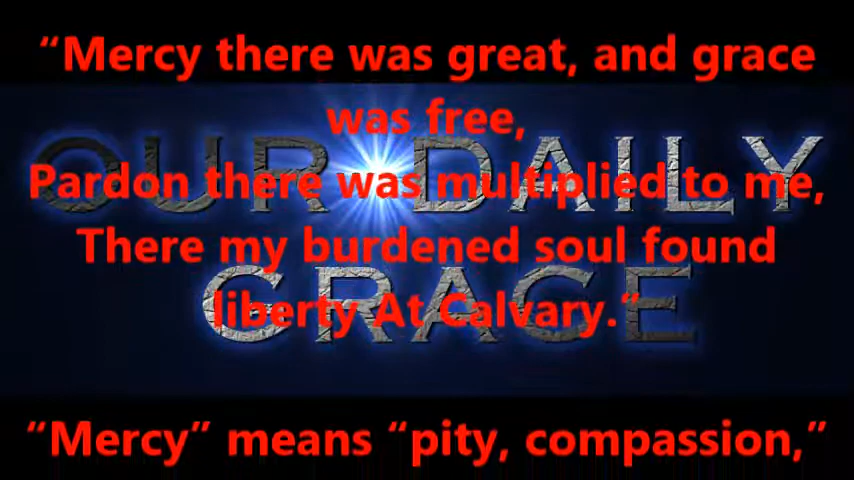 “Mercy there was great, and grace
was free,
OUR DAILY
Pardon there was multiplied to me,
There my burdened soul found
GRACE
liberty At Calvary.“
“Mercy” means “pity, compassion,”